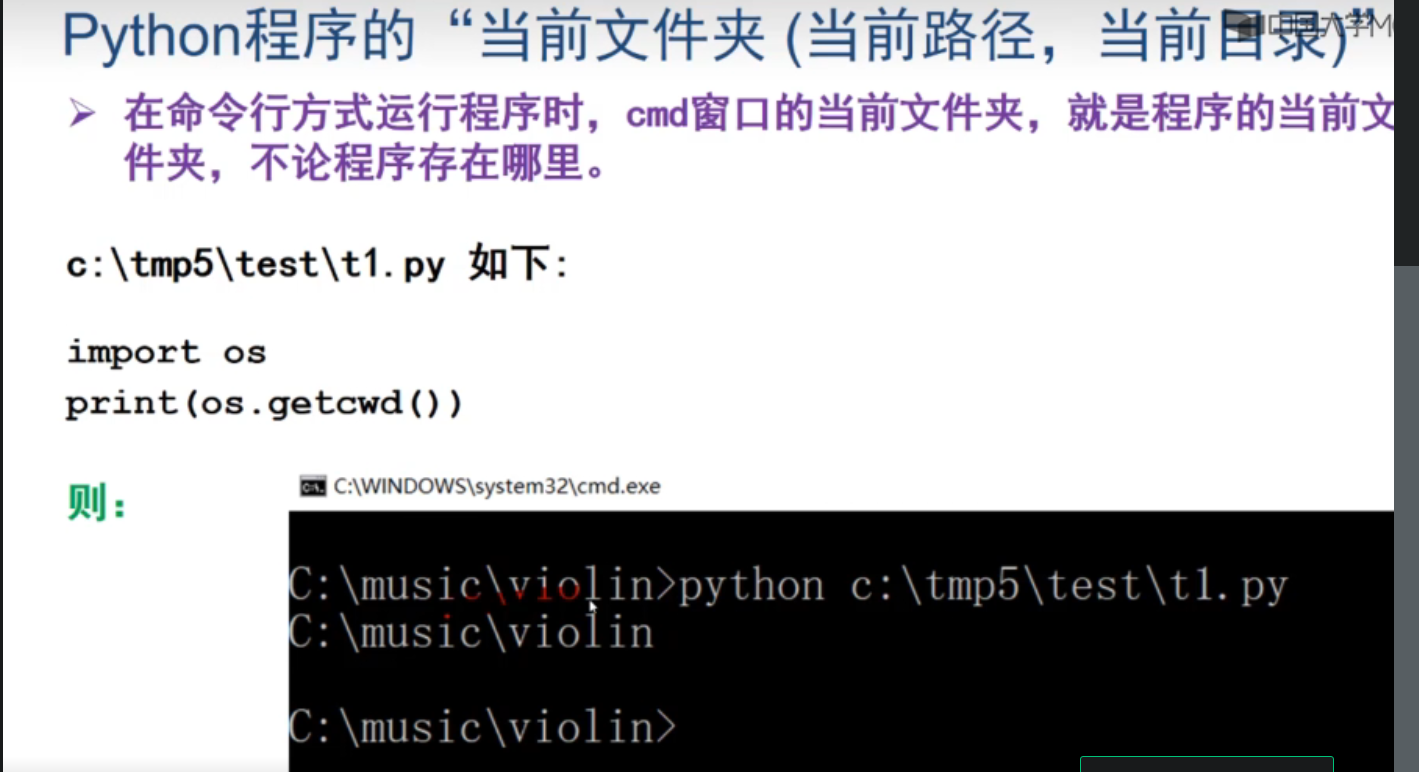 Python程序的“当前文件夹 (当前路径，当前目录)”
➢ 在命令行方式运行程序时，cmd窗口的当前文件夹，就是程序的当前文
件夹，不论程序存在哪里。
c:\tmp5\test\t1.py 如下:
import os
print(os.getcwd())
则：
C:\WINDOWS\system32\cmd.exe
C:\music\violin>python c:\tmp5\test\t1.py
C:\music\violin
C:\music\violin>